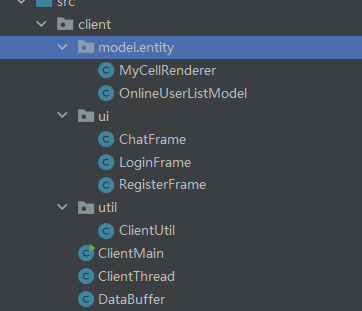 src
client
model.entity
MyCellRenderer
OnlineUserListModel
ui
ChatFrame
LoginFrame
RegisterFrame
util
ClientUtil
ClientMain
ClientThread
DataBuffer